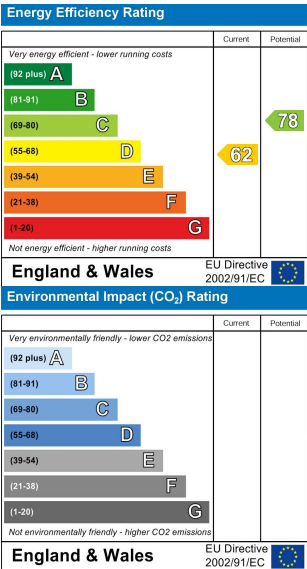 Energy Efficiency Rating
Current Potential
Very energy efficient - lower running costs
(92 plus) A
(81-91) B
(69-80) C
(55-68) D
(39-54) E
(21-38) F
(1-20) G
62
78
Not energy efficient - higher running costs
England & Wales
EU Directive
2002/91/EC
Environmental Impact (CO₂) Rating
Current Potential
Very environmentally friendly - lower CO2 emissions
(92 plus) A
(81-91) B
(69-80) C
(55-68) D
(39-54) E
(21-38) F
(1-20) G
Not environmentally friendly - higher CO2 emissions
England & Wales
EU Directive
2002/91/EC